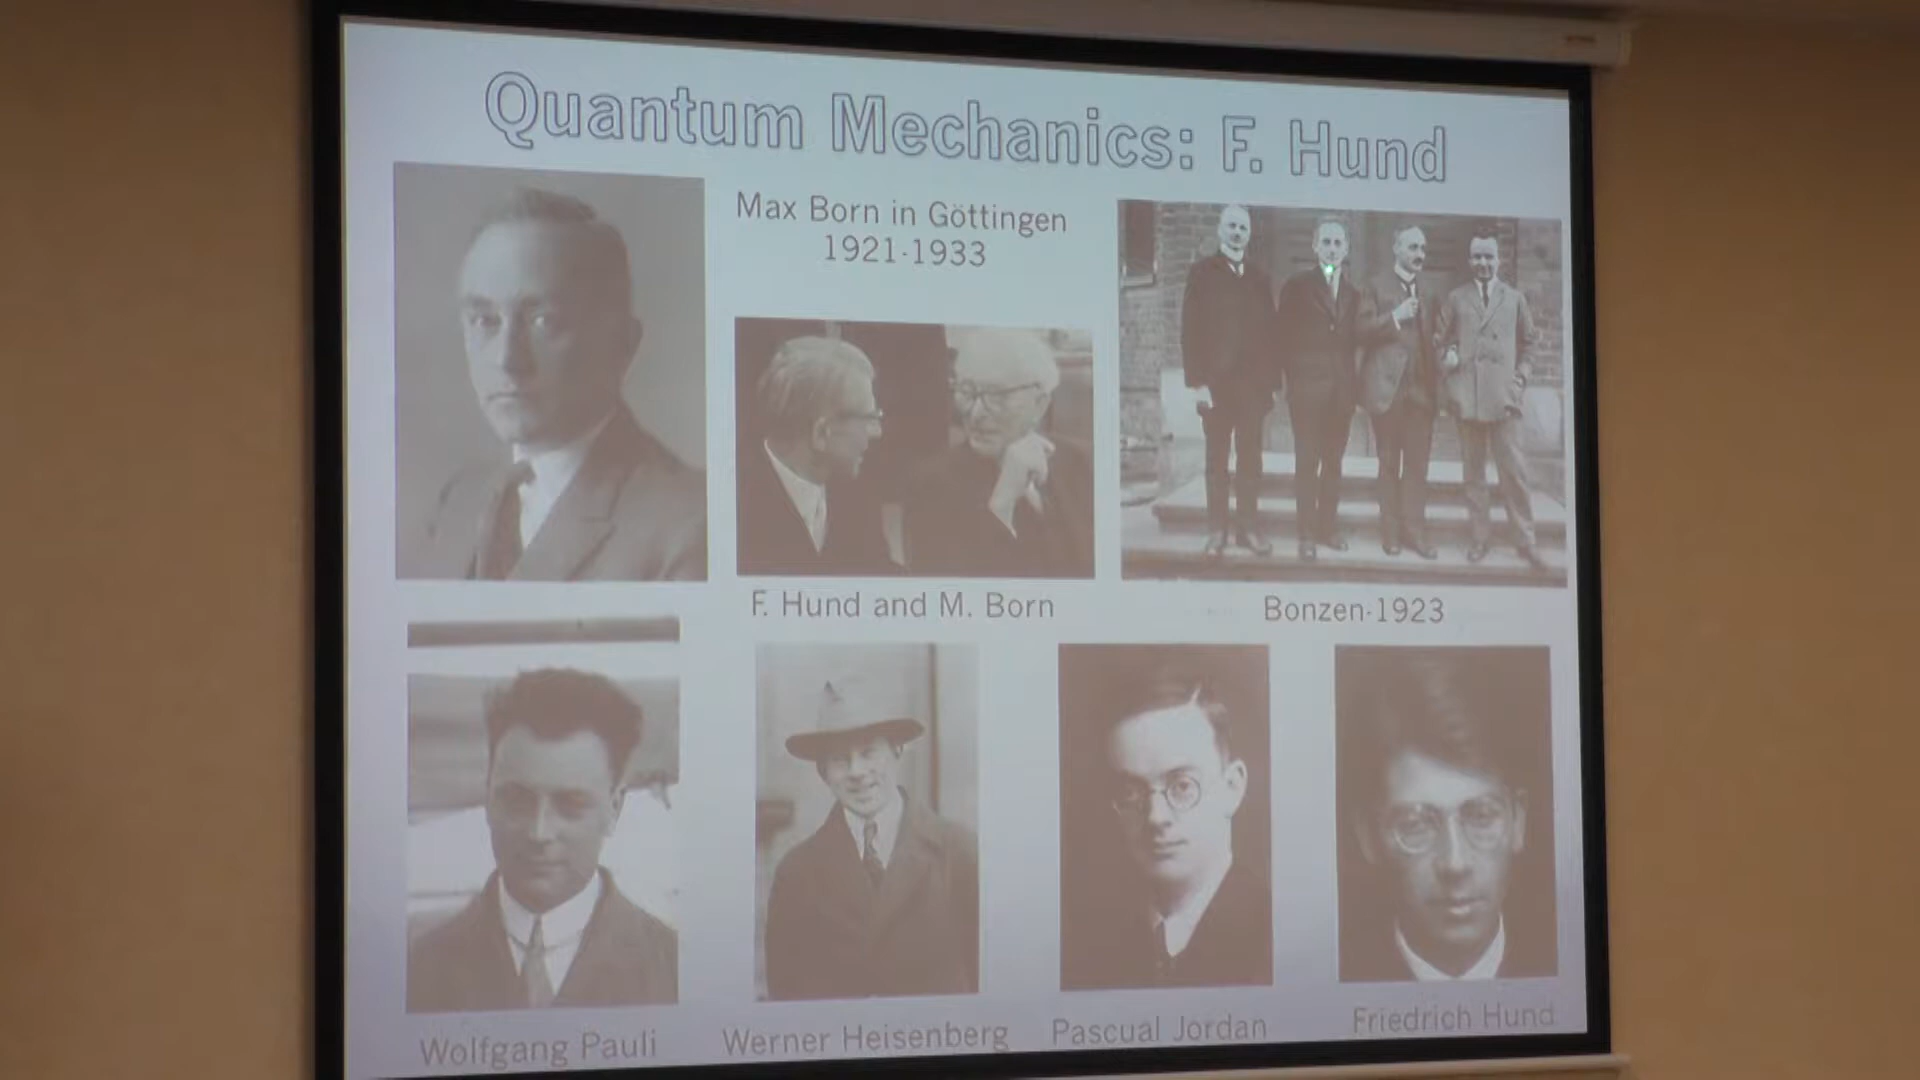 Quantum Mechanics: F. Hund
Max Born in Göttingen
1921-1933
F. Hund and M. Born
Bonzen-1923
Wolfgang Pauli
Werner Heisenberg
Pascual Jordan
Friedrich Hund